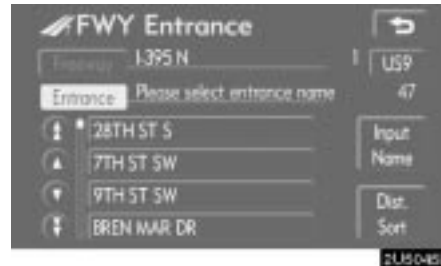 FWY Entrance
Freeway I-395 N US9
Entrance Please select entrance name 47
28TH ST S
7TH ST SW
9TH ST SW
BREN MAR DR
Input Name
Dist. Sort
2U5045